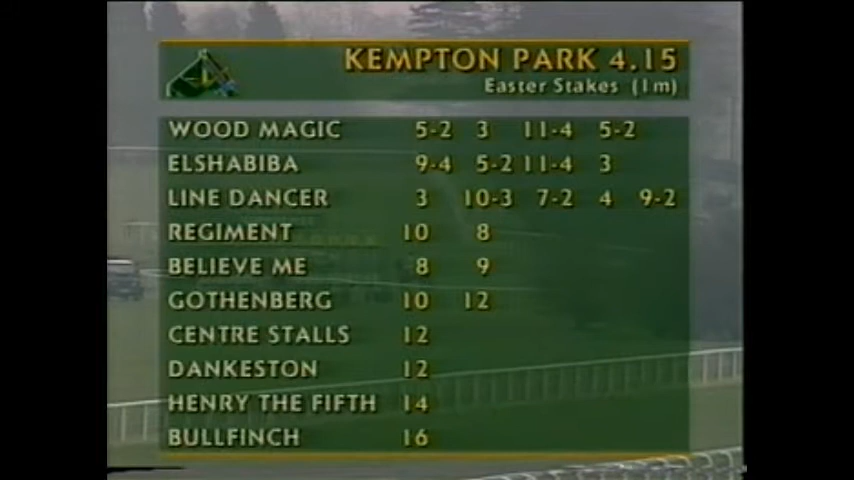 KEMPTON PARK 4.15
Easter Stakes (1m)
WOOD MAGIC 5-2 3 11-4 5-2
ELSHABIBA 9-4 5-2 11-4 3
LINE DANCER 3 10-3 7-2 4 9-2
REGIMENT 10 8
BELIEVE ME 8 9
GOTHENBERG 10 12
CENTRE STALLS 12
DANKESTON 12
HENRY THE FIFTH 14
BULLFINCH 16